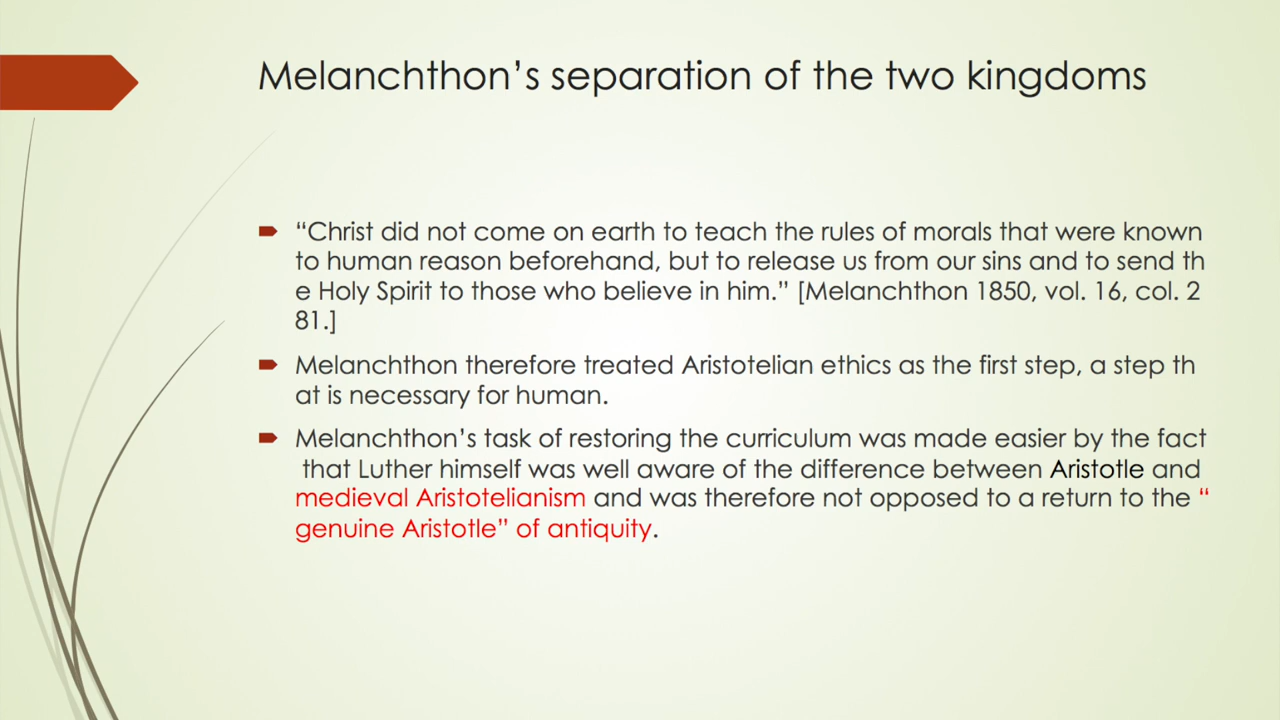 Melanchthon’s separation of the two kingdoms
“Christ did not come on earth to teach the rules of morals that were known
to human reason beforehand, but to release us from our sins and to send th
e Holy Spirit to those who believe in him.” [Melanchthon 1850, vol. 16, col. 2
81.]
Melanchthon therefore treated Aristotelian ethics as the first step, a step th
at is necessary for human.
Melanchthon’s task of restoring the curriculum was made easier by the fact
that Luther himself was well aware of the difference between Aristotle and
medieval Aristotelianism and was therefore not opposed to a return to the “
genuine Aristotle” of antiquity.